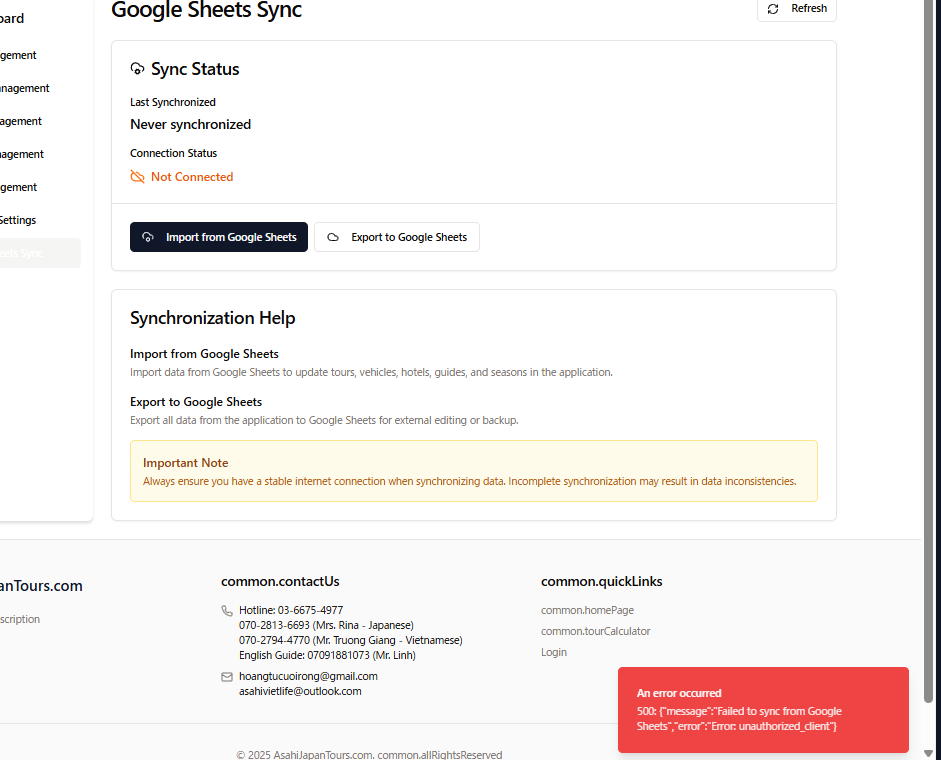 Google Sheets Sync
Refresh
oard
gement
nagement
agement
nagement
gement
Settings
eets Sync
Sync Status
Last Synchronized
Never synchronized
Connection Status
Not Connected
Import from Google Sheets
Export to Google Sheets
Synchronization Help
Import from Google Sheets
Import data from Google Sheets to update tours, vehicles, hotels, guides, and seasons in the application.
Export to Google Sheets
Export all data from the application to Google Sheets for external editing or backup.
Important Note
Always ensure you have a stable internet connection when synchronizing data. Incomplete synchronization may result in data inconsistencies.
anTours.com
scription
common.contactUs
Hotline: 03-6675-4977
070-2813-6693 (Mrs. Rina - Japanese)
070-2794-4770 (Mr. Truong Giang - Vietnamese)
English Guide: 07091881073 (Mr. Linh)
hoangtucuoirong@gmail.com
asahivietlife@outlook.com
common.quickLinks
common.homePage
common.tourCalculator
Login
An error occurred
500: {"message":"Failed to sync from Google
Sheets","error":"Error: unauthorized_client"}
© 2025 AsahiJapanTours.com. common.allRightsReserved